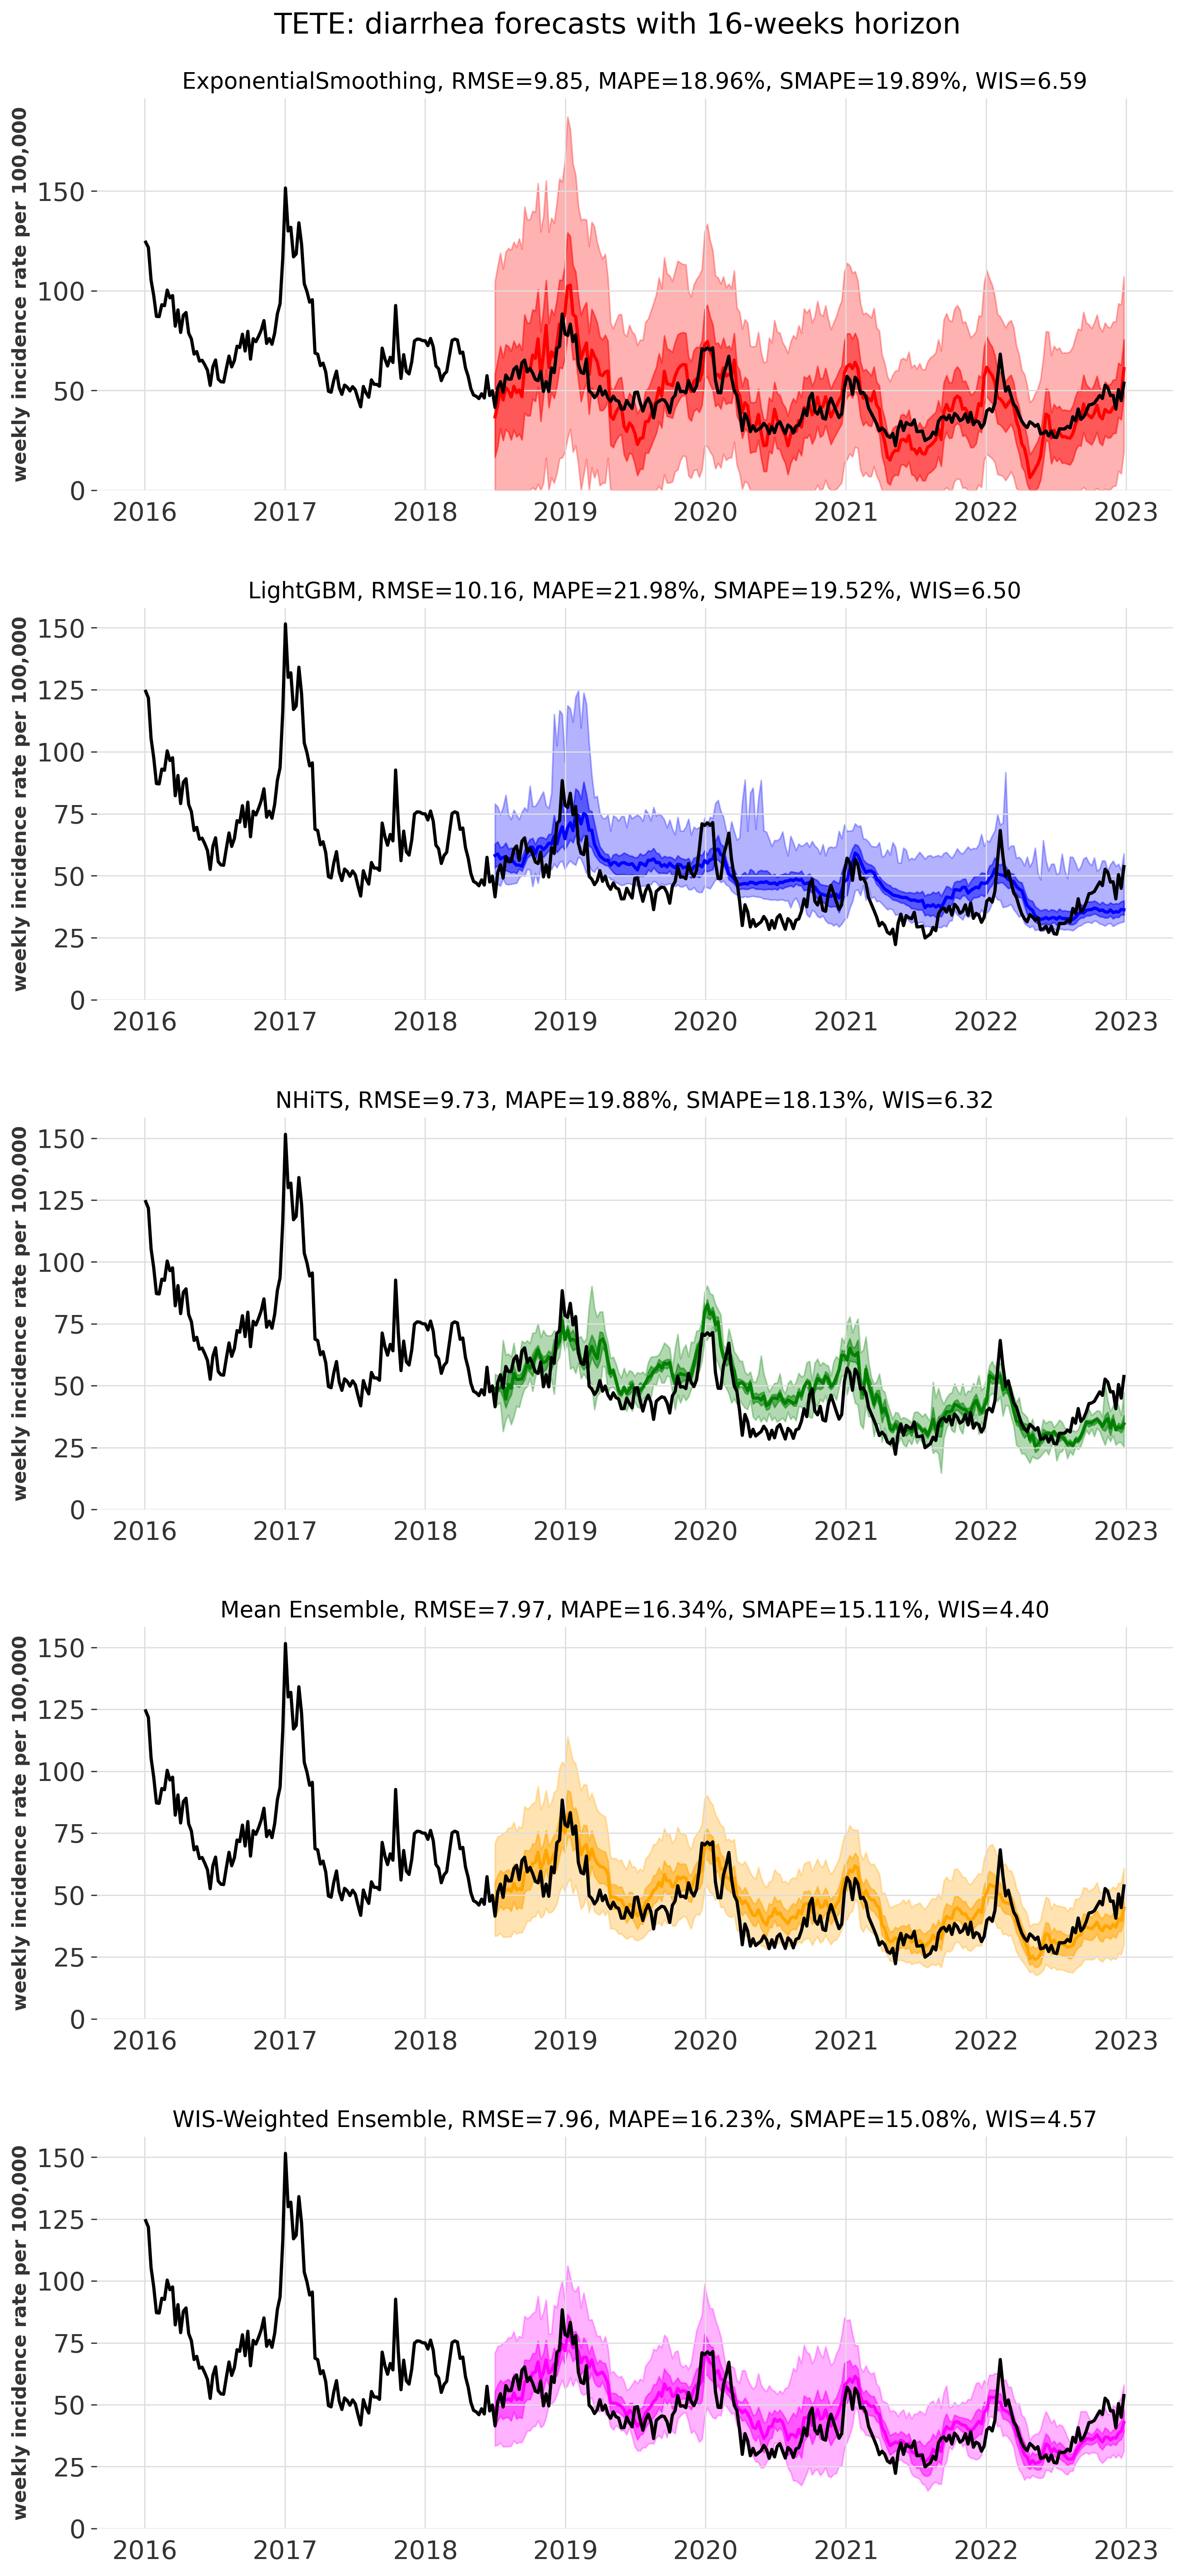 TETE: diarrhea forecasts with 16-weeks horizon
ExponentialSmoothing, RMSE=9.85, MAPE=18.96%, SMAPE=19.89%, WIS=6.59
weekly incidence rate per 100,000
150
100
50
0
2016 2017 2018 2019 2020 2021 2022 2023
LightGBM, RMSE=10.16, MAPE=21.98%, SMAPE=19.52%, WIS=6.50
weekly incidence rate per 100,000
150
125
100
75
50
25
0
2016 2017 2018 2019 2020 2021 2022 2023
NHiTS, RMSE=9.73, MAPE=19.88%, SMAPE=18.13%, WIS=6.32
weekly incidence rate per 100,000
150
125
100
75
50
25
0
2016 2017 2018 2019 2020 2021 2022 2023
Mean Ensemble, RMSE=7.97, MAPE=16.34%, SMAPE=15.11%, WIS=4.40
weekly incidence rate per 100,000
150
125
100
75
50
25
0
2016 2017 2018 2019 2020 2021 2022 2023
WIS-Weighted Ensemble, RMSE=7.96, MAPE=16.23%, SMAPE=15.08%, WIS=4.57
weekly incidence rate per 100,000
150
125
100
75
50
25
0
2016 2017 2018 2019 2020 2021 2022 2023